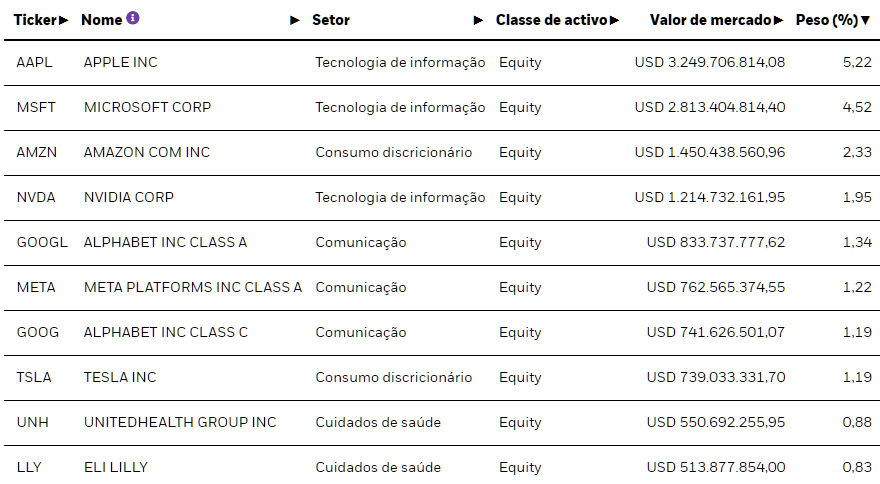 Ticker▶ Nome ▶ Setor ▶ Classe de activo▶ Valor de mercado▶ Peso (%)▼
AAPL APPLE INC Tecnologia de informação Equity USD 3.249.706.814,08 5,22
MSFT MICROSOFT CORP Tecnologia de informação Equity USD 2.813.404.814,40 4,52
AMZN AMAZON COM INC Consumo discricionário Equity USD 1.450.438.560,96 2,33
NVDA NVIDIA CORP Tecnologia de informação Equity USD 1.214.732.161,95 1,95
GOOGL ALPHABET INC CLASS A Comunicação Equity USD 833.737.777,62 1,34
META META PLATFORMS INC CLASS A Comunicação Equity USD 762.565.374,55 1,22
GOOG ALPHABET INC CLASS C Comunicação Equity USD 741.626.501,07 1,19
TSLA TESLA INC Consumo discricionário Equity USD 739.033.331,70 1,19
UNH UNITEDHEALTH GROUP INC Cuidados de saúde Equity USD 550.692.255,95 0,88
LLY ELI LILLY Cuidados de saúde Equity USD 513.877.854,00 0,83